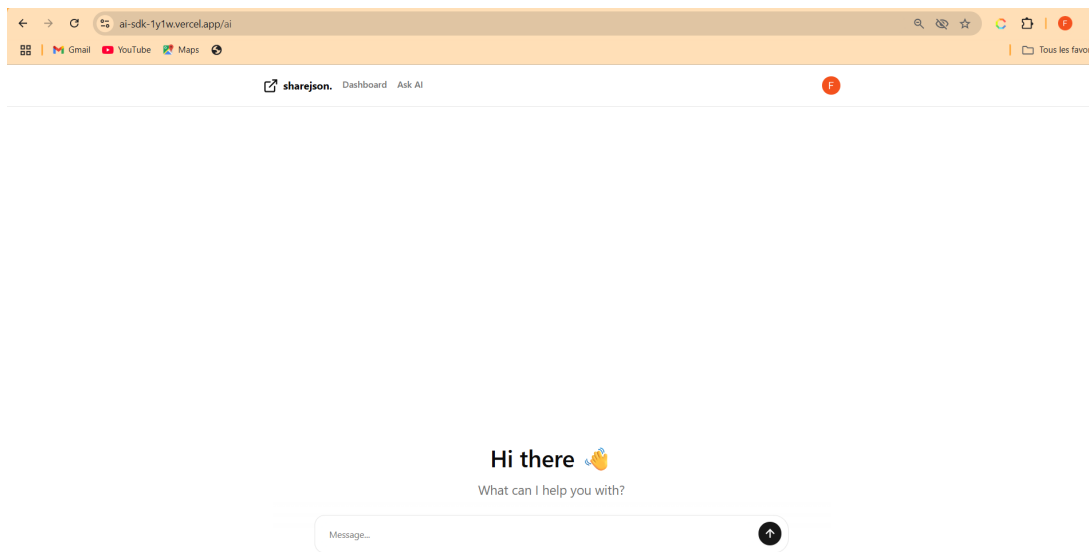 ai-sdk-1y1w.vercel.app/ai
F
Gmail YouTube Maps
Tous les favor
sharejson. Dashboard Ask AI
F
Hi there 👋
What can I help you with?
Message...